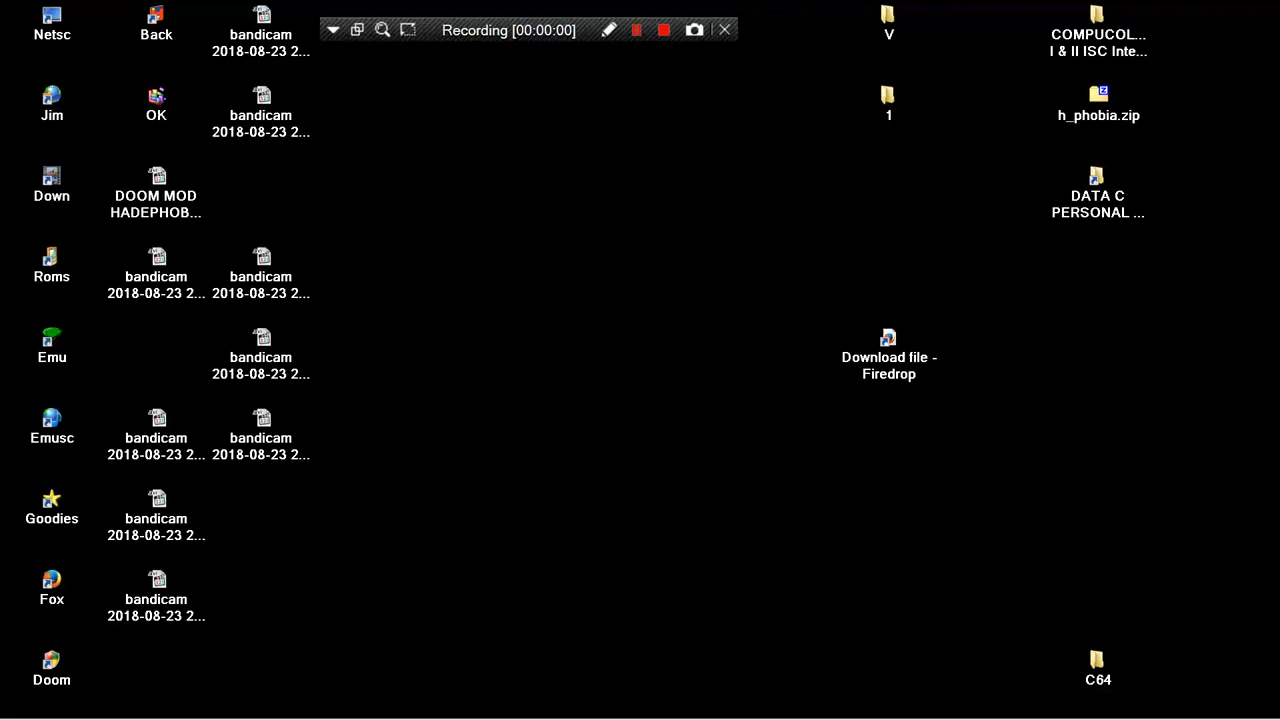 Recording [00:00:00]
Netsc
Back
bandicam
2018-08-23 2...
V
COMPUCOL...
I & II ISC Inte...
Jim
OK
bandicam
2018-08-23 2...
1
h_phobia.zip
Down
DOOM MOD
HADEPHOB...
DATA C
PERSONAL ...
Roms
bandicam
2018-08-23 2...
bandicam
2018-08-23 2...
Emu
bandicam
2018-08-23 2...
Download file -
Firedrop
Emusc
bandicam
2018-08-23 2...
bandicam
2018-08-23 2...
Goodies
bandicam
2018-08-23 2...
Fox
bandicam
2018-08-23 2...
Doom
C64